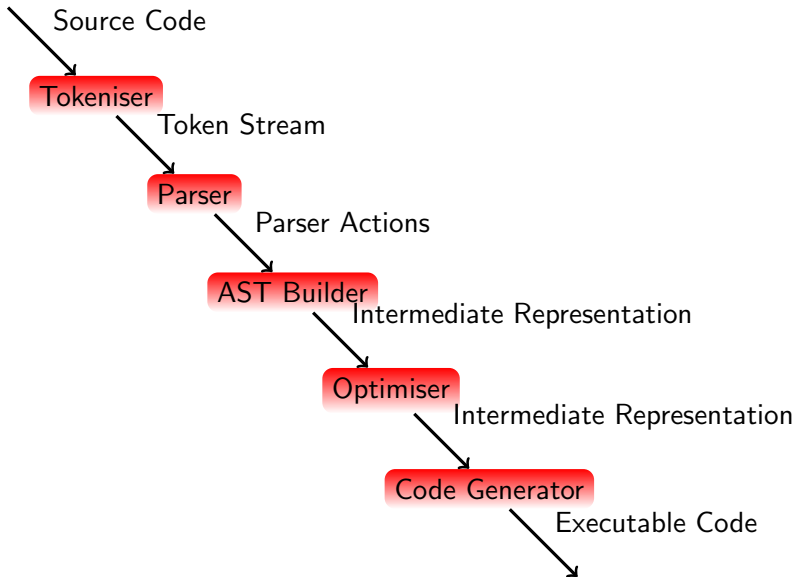 Source Code
Tokeniser
Token Stream
Parser
Parser Actions
AST Builder
Intermediate Representation
Optimiser
Intermediate Representation
Code Generator
Executable Code